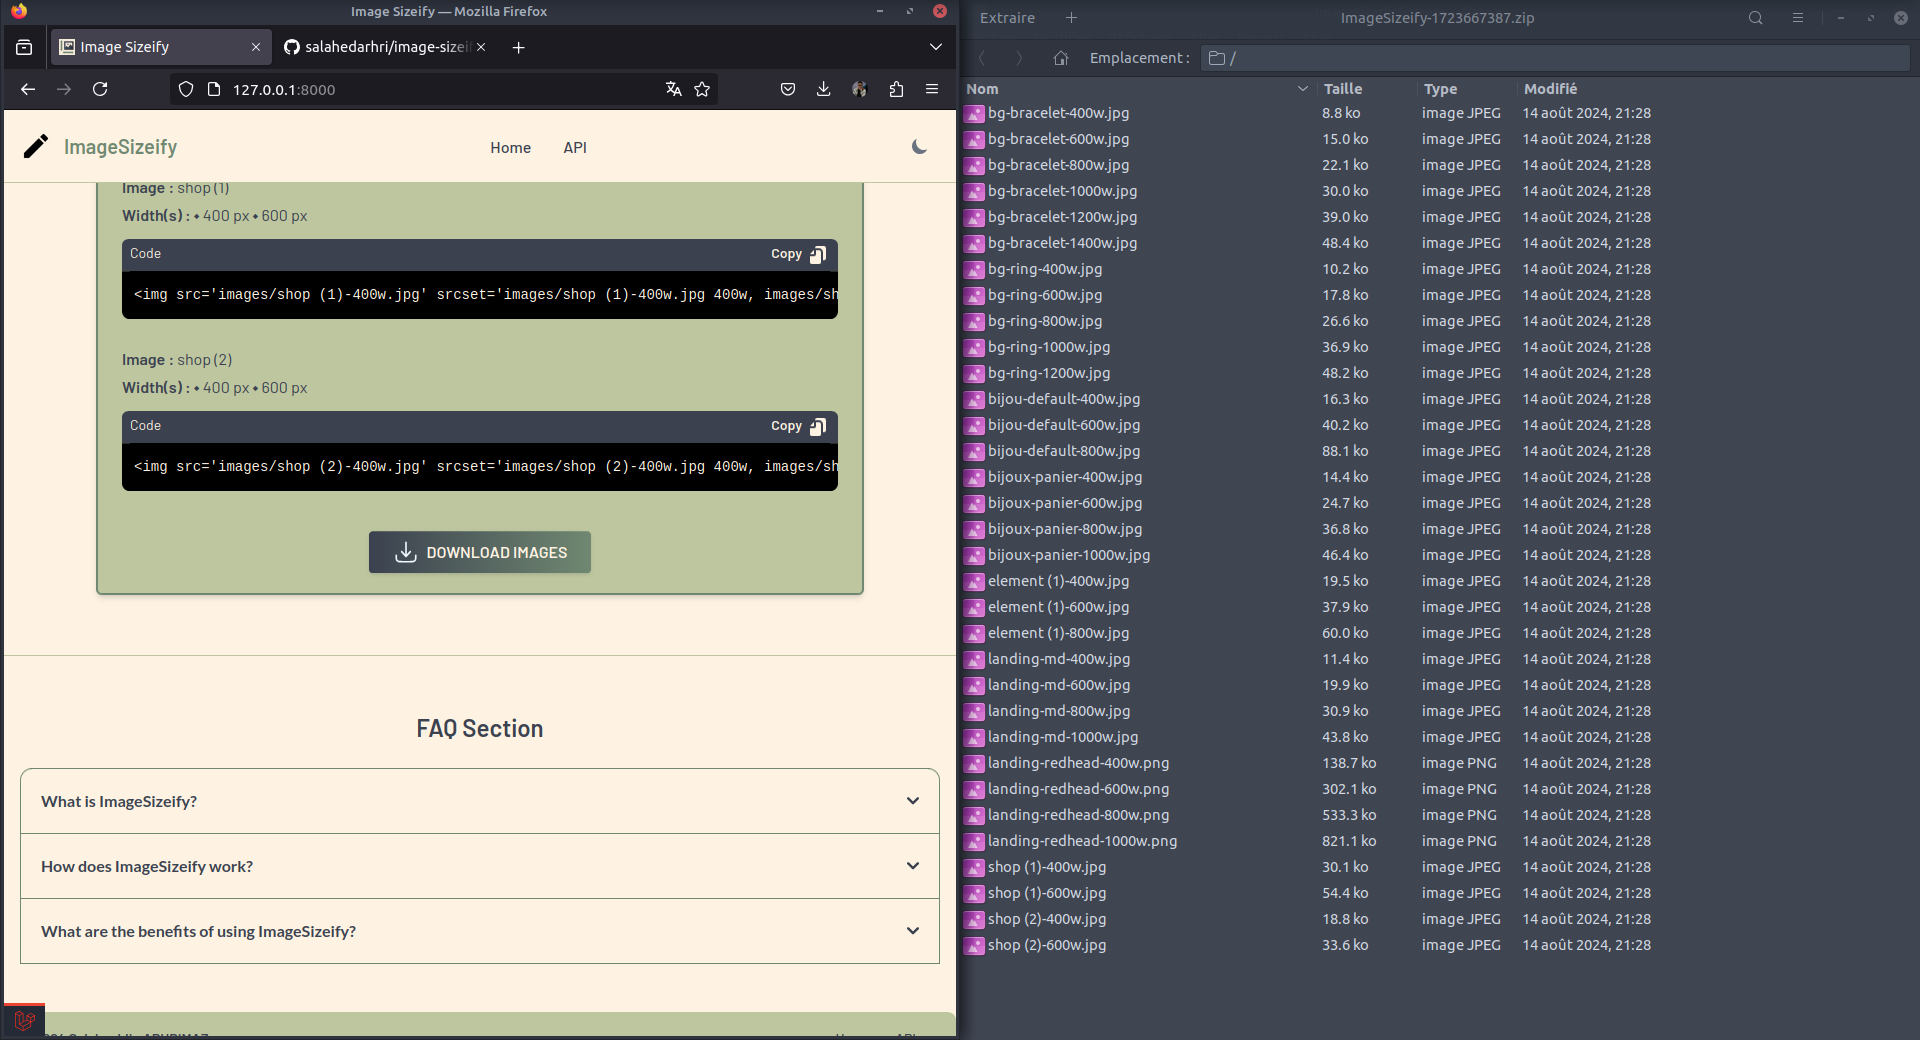 Image Sizeify — Mozilla Firefox
Image Sizeify
salahedarhri/image-sizei
127.0.0.1:8000
ImageSizeify
Home
API
Image : shop (1)
Width(s) : • 400 px • 600 px
Code
Copy
<img src='images/shop (1)-400w.jpg' srcset='images/shop (1)-400w.jpg 400w, images/sh
Image : shop (2)
Width(s) : • 400 px • 600 px
Code
Copy
<img src='images/shop (2)-400w.jpg' srcset='images/shop (2)-400w.jpg 400w, images/sh
DOWNLOAD IMAGES
FAQ Section
What is ImageSizeify?
How does ImageSizeify work?
What are the benefits of using ImageSizeify?
Extraire
ImageSizeify-1723667387.zip
Emplacement : /
Nom Taille Type Modifié
bg-bracelet-400w.jpg 8.8 ko image JPEG 14 août 2024, 21:28
bg-bracelet-600w.jpg 15.0 ko image JPEG 14 août 2024, 21:28
bg-bracelet-800w.jpg 22.1 ko image JPEG 14 août 2024, 21:28
bg-bracelet-1000w.jpg 30.0 ko image JPEG 14 août 2024, 21:28
bg-bracelet-1200w.jpg 39.0 ko image JPEG 14 août 2024, 21:28
bg-bracelet-1400w.jpg 48.4 ko image JPEG 14 août 2024, 21:28
bg-ring-400w.jpg 10.2 ko image JPEG 14 août 2024, 21:28
bg-ring-600w.jpg 17.8 ko image JPEG 14 août 2024, 21:28
bg-ring-800w.jpg 26.6 ko image JPEG 14 août 2024, 21:28
bg-ring-1000w.jpg 36.9 ko image JPEG 14 août 2024, 21:28
bg-ring-1200w.jpg 48.2 ko image JPEG 14 août 2024, 21:28
bijou-default-400w.jpg 16.3 ko image JPEG 14 août 2024, 21:28
bijou-default-600w.jpg 40.2 ko image JPEG 14 août 2024, 21:28
bijou-default-800w.jpg 88.1 ko image JPEG 14 août 2024, 21:28
bijoux-panier-400w.jpg 14.4 ko image JPEG 14 août 2024, 21:28
bijoux-panier-600w.jpg 24.7 ko image JPEG 14 août 2024, 21:28
bijoux-panier-800w.jpg 36.8 ko image JPEG 14 août 2024, 21:28
bijoux-panier-1000w.jpg 46.4 ko image JPEG 14 août 2024, 21:28
element (1)-400w.jpg 19.5 ko image JPEG 14 août 2024, 21:28
element (1)-600w.jpg 37.9 ko image JPEG 14 août 2024, 21:28
element (1)-800w.jpg 60.0 ko image JPEG 14 août 2024, 21:28
landing-md-400w.jpg 11.4 ko image JPEG 14 août 2024, 21:28
landing-md-600w.jpg 19.9 ko image JPEG 14 août 2024, 21:28
landing-md-800w.jpg 30.9 ko image JPEG 14 août 2024, 21:28
landing-md-1000w.jpg 43.8 ko image JPEG 14 août 2024, 21:28
landing-redhead-400w.png 138.7 ko image PNG 14 août 2024, 21:28
landing-redhead-600w.png 302.1 ko image PNG 14 août 2024, 21:28
landing-redhead-800w.png 533.3 ko image PNG 14 août 2024, 21:28
landing-redhead-1000w.png 821.1 ko image PNG 14 août 2024, 21:28
shop (1)-400w.jpg 30.1 ko image JPEG 14 août 2024, 21:28
shop (1)-600w.jpg 54.4 ko image JPEG 14 août 2024, 21:28
shop (2)-400w.jpg 18.8 ko image JPEG 14 août 2024, 21:28
shop (2)-600w.jpg 33.6 ko image JPEG 14 août 2024, 21:28